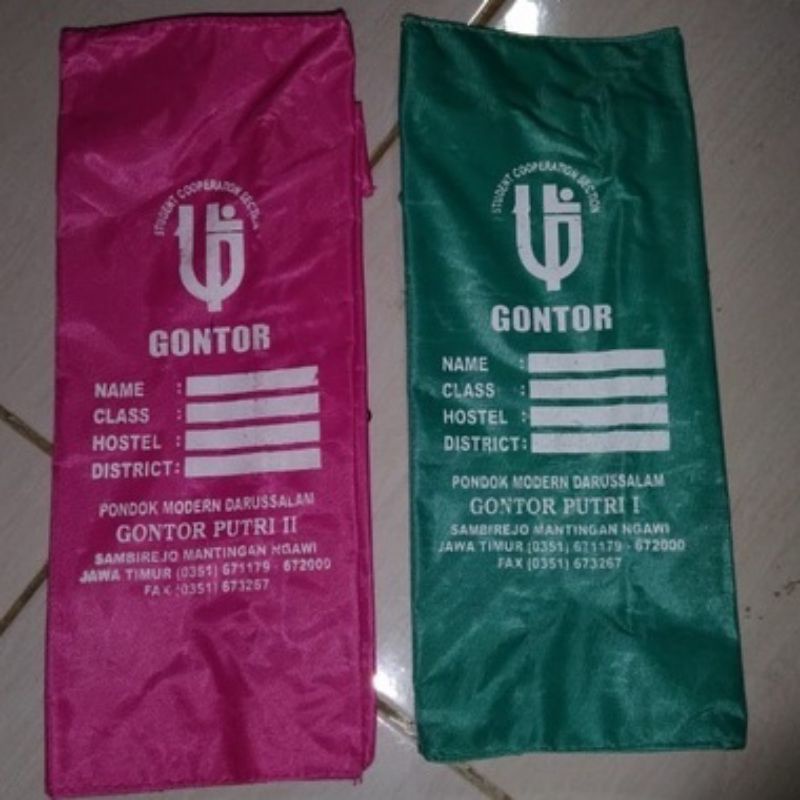 STUDENT COOPERATION SECTION
GONTOR
NAME :
CLASS :
HOSTEL :
DISTRICT:
PONDOK MODERN DARUSSALAM
GONTOR PUTRI II
SAMBIREJO MANTINGAN NGAWI
JAWA TIMUR (0351) 671179 - 672000
FAX (0351) 673267
STUDENT COOPERATION SECTION
GONTOR
NAME :
CLASS :
HOSTEL :
DISTRICT:
PONDOK MODERN DARUSSALAM
GONTOR PUTRI I
SAMBIREJO MANTINGAN NGAWI
JAWA TIMUR (0351) 671179 - 672000
FAX (0351) 673267